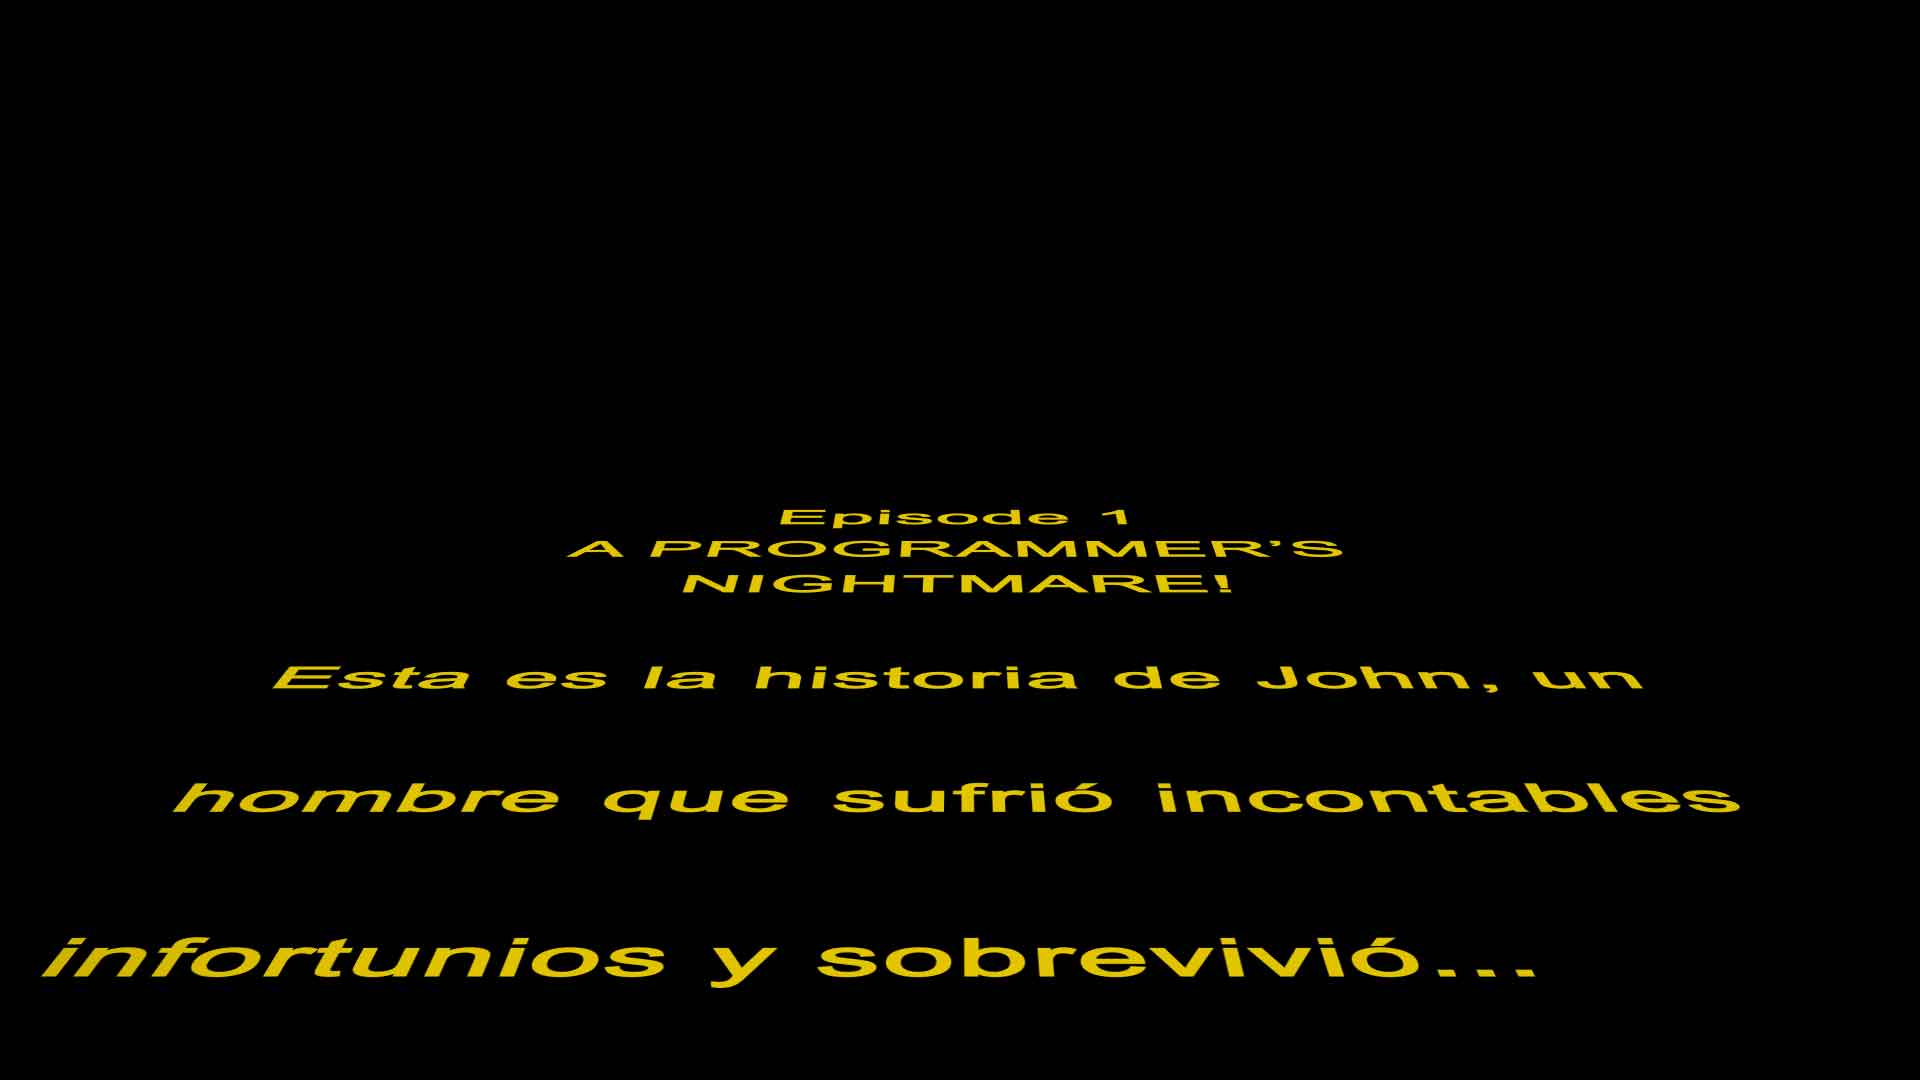 Episode 1
A PROGRAMMER’S
NIGHTMARE!
Esta es la historia de John, un
hombre que sufrió incontables
infortunios y sobrevivió...